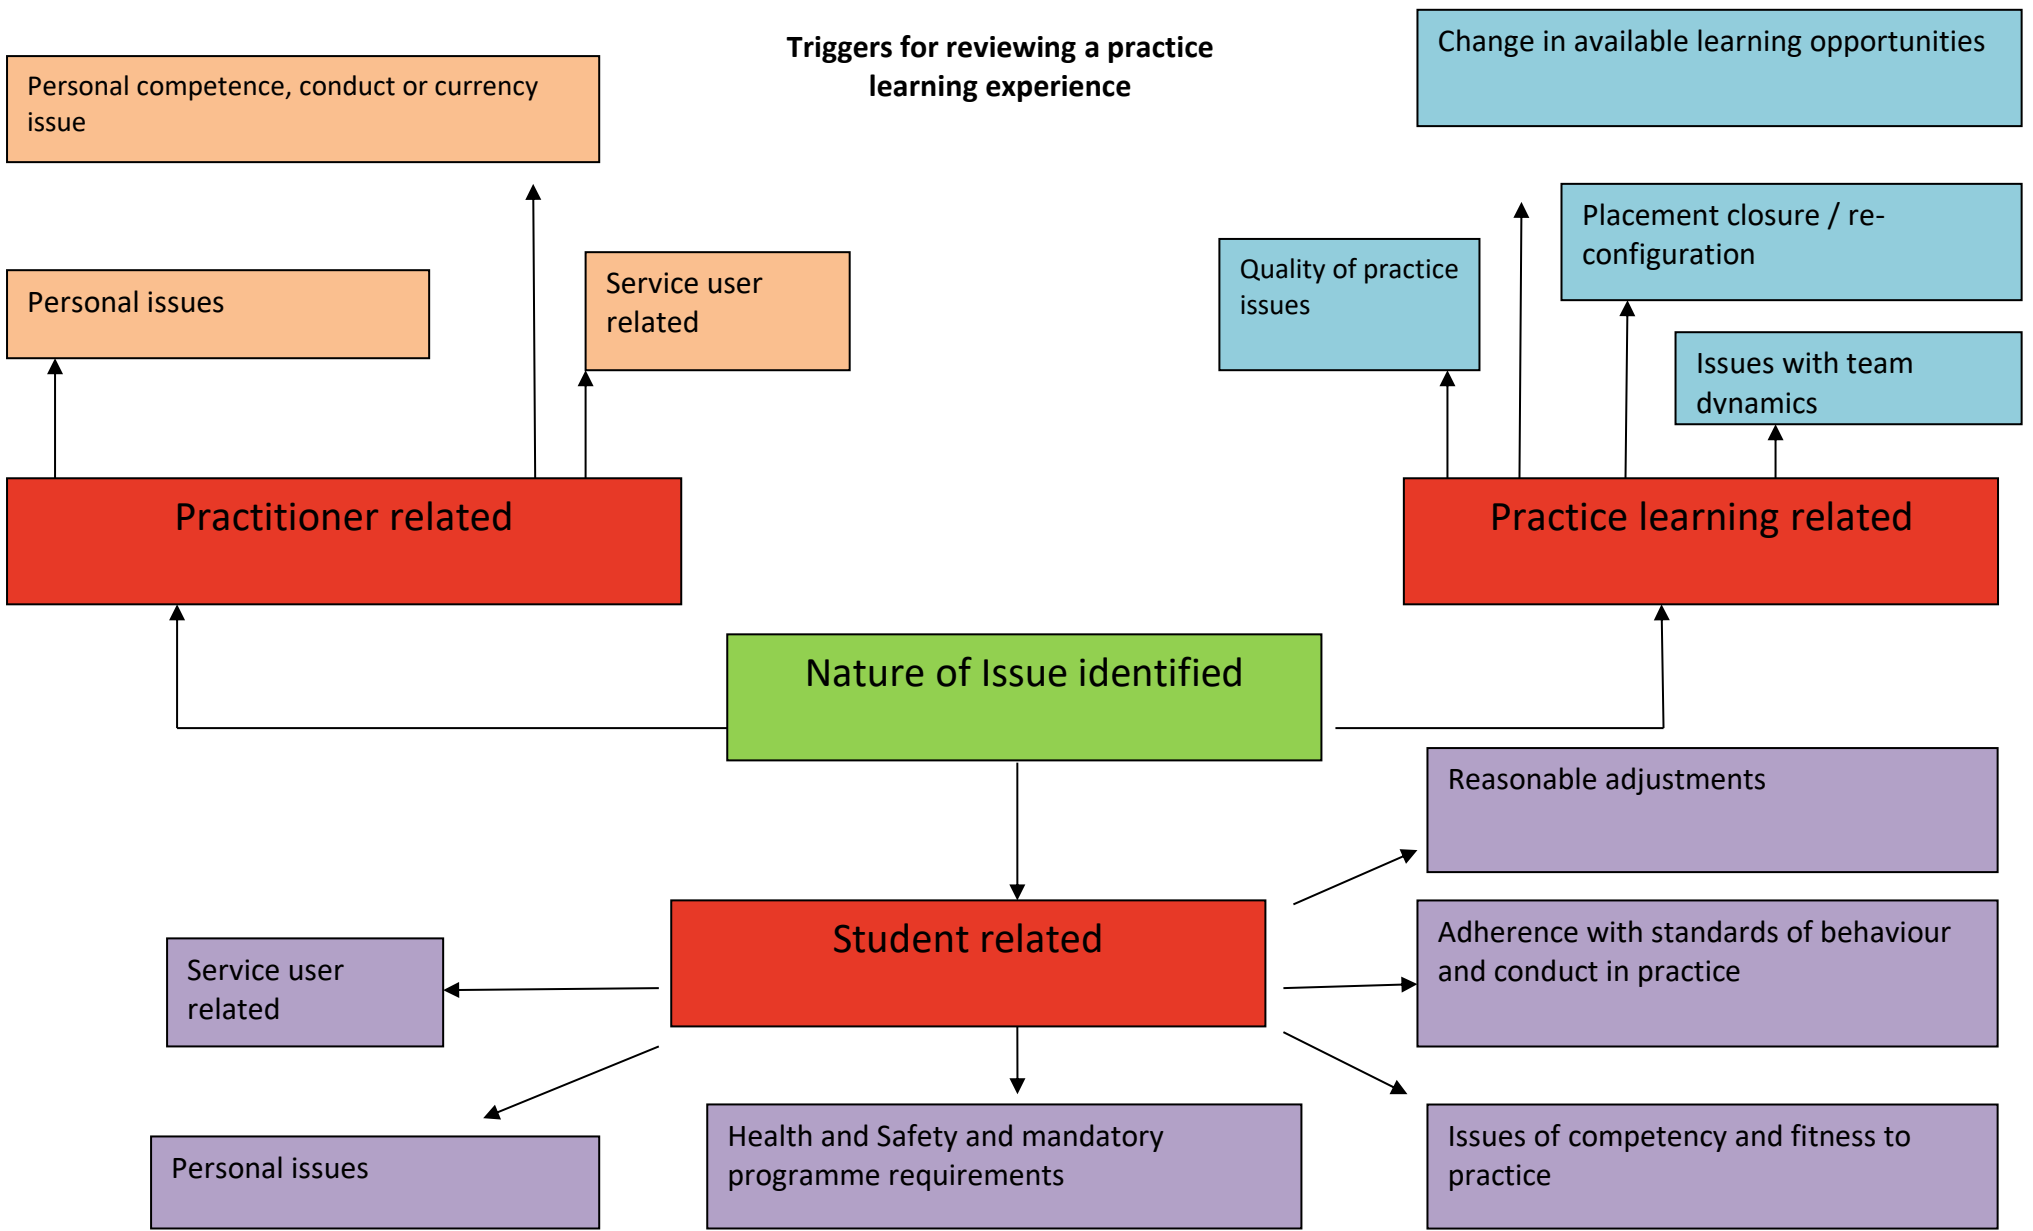 Triggers for reviewing a practice
learning experience
Change in available learning opportunities
Personal competence, conduct or currency
issue
Placement closure / re-
configuration
Quality of practice
issues
Service user
related
Personal issues
Issues with team
dynamics
Practitioner related
Practice learning related
Nature of Issue identified
Reasonable adjustments
Student related
Adherence with standards of behaviour
and conduct in practice
Service user
related
Health and Safety and mandatory
programme requirements
Issues of competency and fitness to
practice
Personal issues